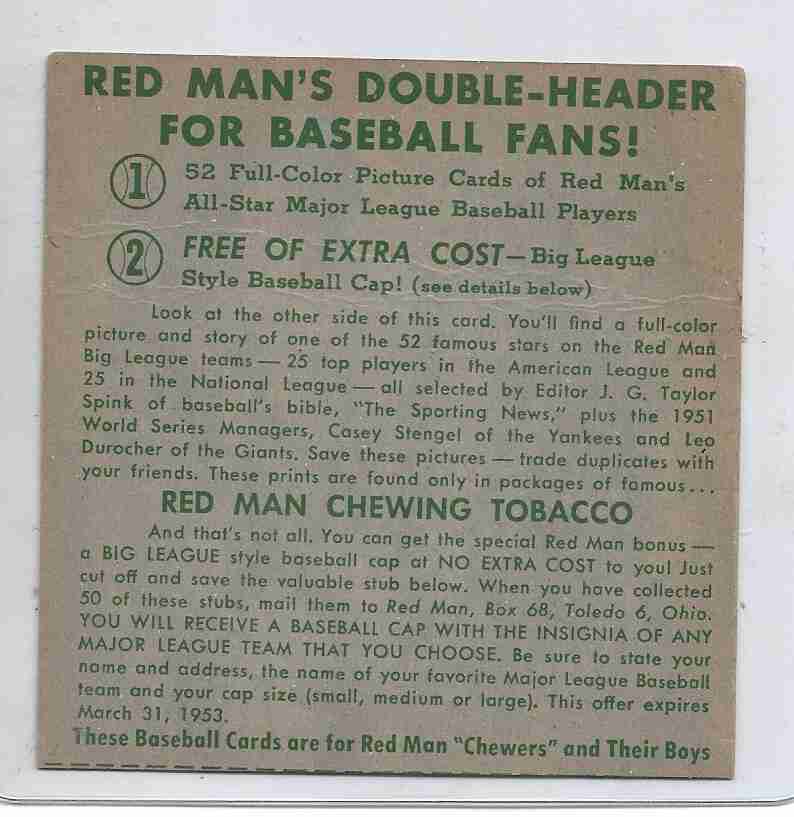 RED MAN'S DOUBLE-HEADER
FOR BASEBALL FANS!
1 52 Full-Color Picture Cards of Red Man's
All-Star Major League Baseball Players
2 FREE OF EXTRA COST—Big League
Style Baseball Cap! (see details below)
Look at the other side of this card. You'll find a full-color
picture and story of one of the 52 famous stars on the Red Man
Big League teams — 25 top players in the American League and
25 in the National League — all selected by Editor J. G. Taylor
Spink of baseball's bible, "The Sporting News," plus the 1951
World Series Managers, Casey Stengel of the Yankees and Leo
Durocher of the Giants. Save these pictures — trade duplicates with
your friends. These prints are found only in packages of famous...
RED MAN CHEWING TOBACCO
And that's not all. You can get the special Red Man bonus —
a BIG LEAGUE style baseball cap at NO EXTRA COST to you! Just
cut off and save the valuable stub below. When you have collected
50 of these stubs, mail them to Red Man, Box 68, Toledo 6, Ohio.
YOU WILL RECEIVE A BASEBALL CAP WITH THE INSIGNIA OF ANY
MAJOR LEAGUE TEAM THAT YOU CHOOSE. Be sure to state your
name and address, the name of your favorite Major League Baseball
team and your cap size (small, medium or large). This offer expires
March 31, 1953.
These Baseball Cards are for Red Man "Chewers" and Their Boys